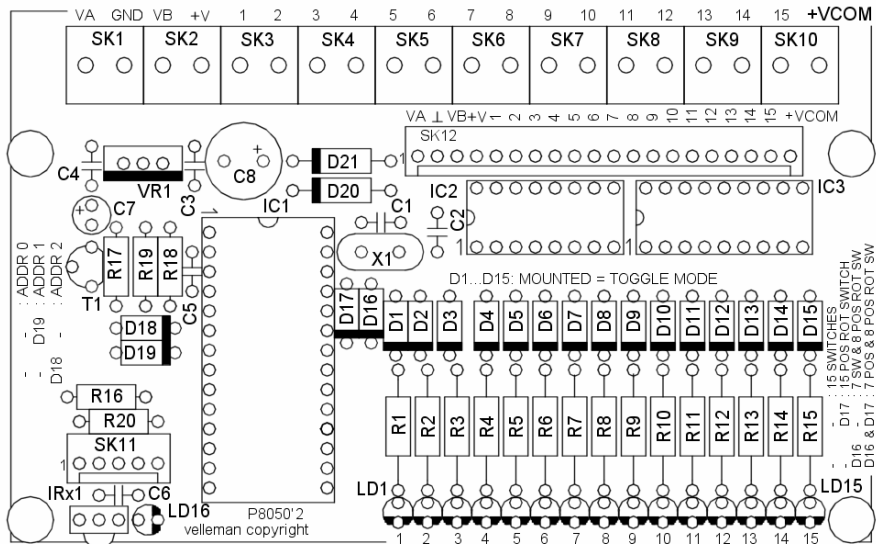 VA GND VB +V 1 2 3 4 5 6 7 8 9 10 11 12 13 14 15 +VCOM
SK1 SK2 SK3 SK4 SK5 SK6 SK7 SK8 SK9 SK10
VA ⊥ VB +V 1 2 3 4 5 6 7 8 9 10 11 12 13 14 15 +VCOM
SK12
1
C4
VR1
C3
C8
+
D21
D20
IC2
IC3
+
C7
1
IC1
C1
C2
X1
1
1
R17
R19
R18
T1
C5
D18
D19
: ADDR 0
: ADDR 1
: ADDR 2
- -
- D19
D18 -
D1...D15: MOUNTED = TOGGLE MODE
D17
D16
D1 D2 D3 D4 D5 D6 D7 D8 D9 D10 D11 D12 D13 D14 D15
- - : 15 SWITCHES
- D17 : 15 POS ROT SWITCH
D16 - : 7 SW & 8 POS ROT SW
D16 & D17 : 7 POS & 8 POS ROT SW
R16
R20
SK11
1
R1 R2 R3 R4 R5 R6 R7 R8 R9 R10 R11 R12 R13 R14 R15
IRx1
C6
LD16
LD1
LD15
P8050'2
velleman copyright
1 2 3 4 5 6 7 8 9 10 11 12 13 14 15